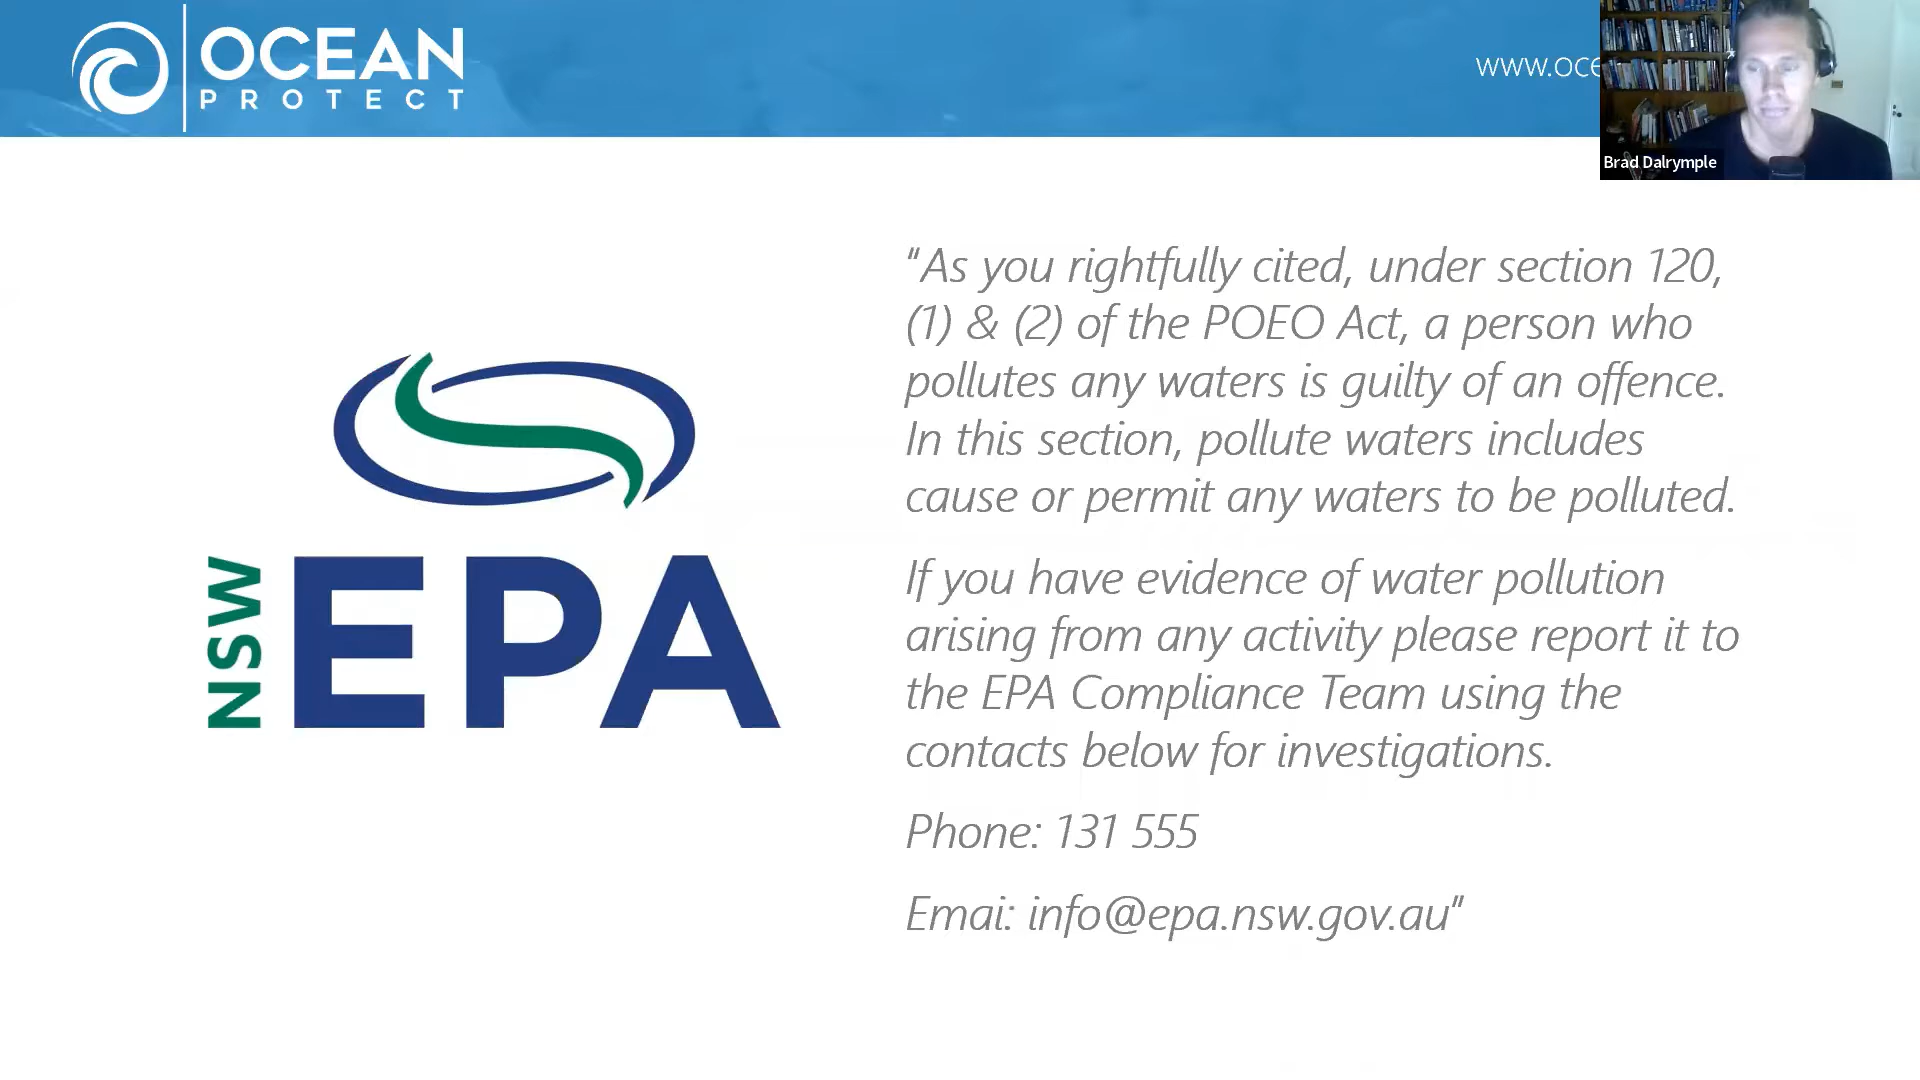 OCEAN
PROTECT
www.oce
Brad Dalrymple
"As you rightfully cited, under section 120,
(1) & (2) of the POEO Act, a person who
pollutes any waters is guilty of an offence.
In this section, pollute waters includes
cause or permit any waters to be polluted.
If you have evidence of water pollution
arising from any activity please report it to
the EPA Compliance Team using the
contacts below for investigations.
Phone: 131 555
Emai: info@epa.nsw.gov.au"
NSW
EPA